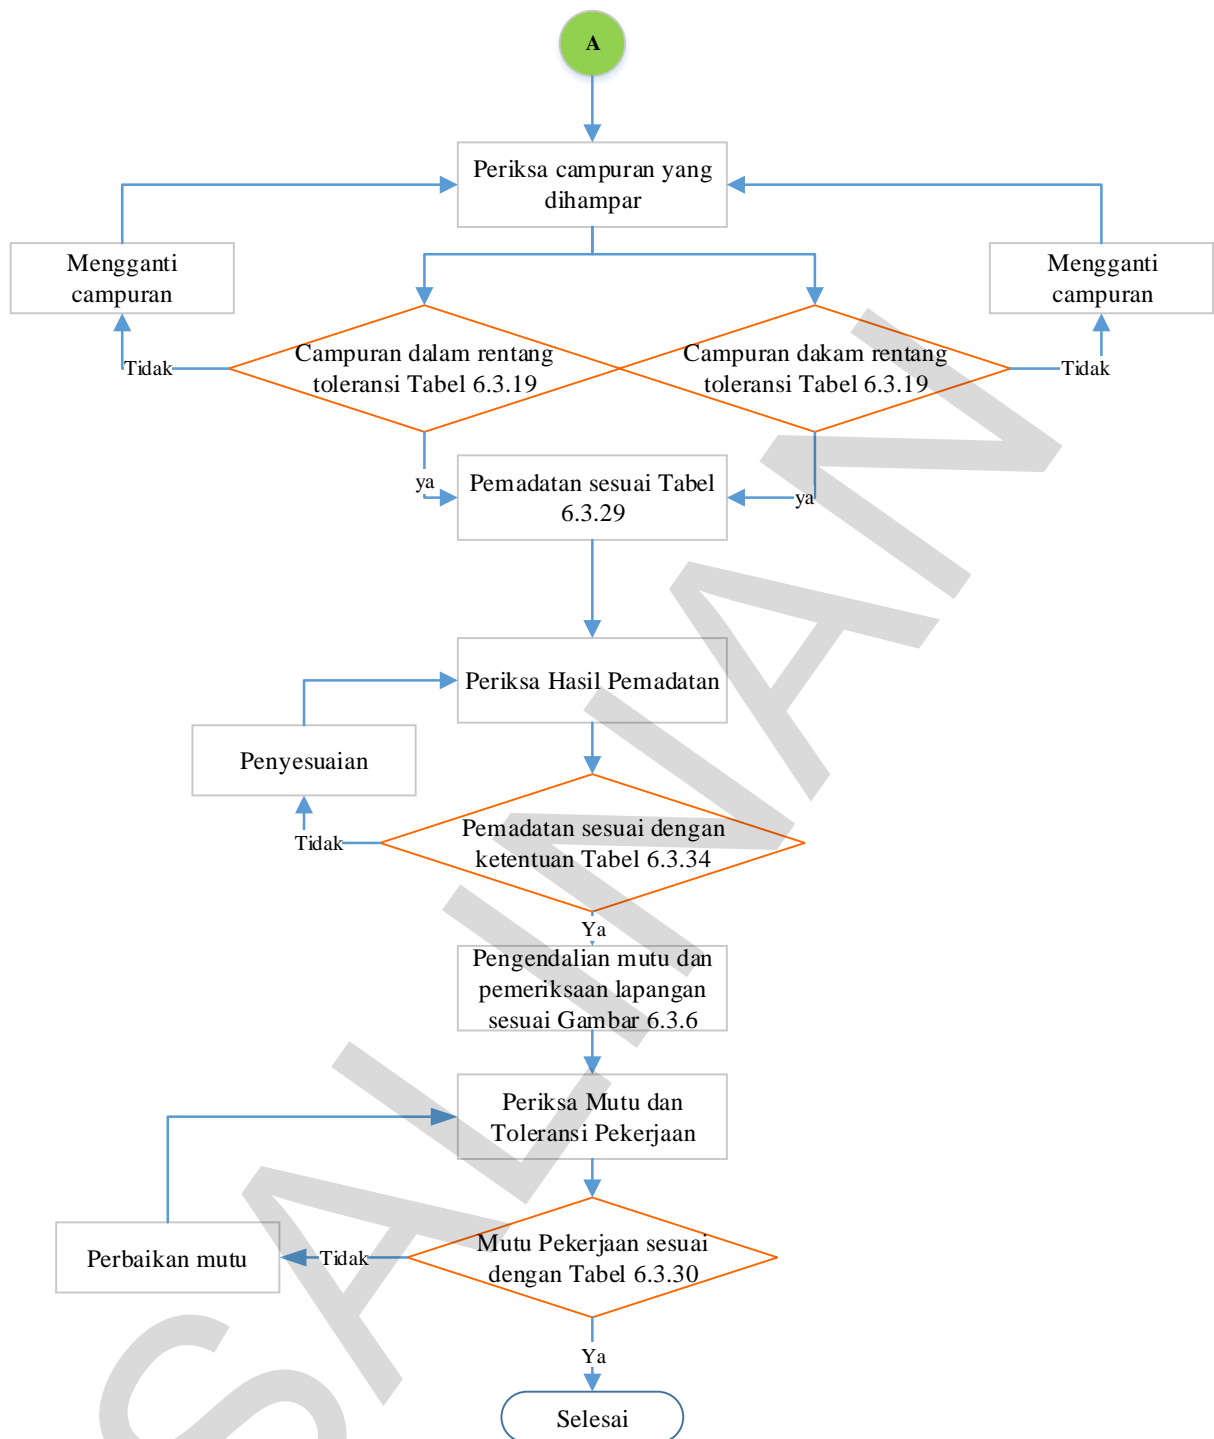 A
Periksa campuran yang
dihampar
Mengganti
campuran
Mengganti
campuran
Campuran dalam rentang
toleransi Tabel 6.3.19
Campuran dakam rentang
toleransi Tabel 6.3.19
Tidak
Tidak
ya
Pemadatan sesuai Tabel
6.3.29
ya
Periksa Hasil Pemadatan
Penyesuaian
Pemadatan sesuai dengan
ketentuan Tabel 6.3.34
Tidak
Ya
Pengendalian mutu dan
pemeriksaan lapangan
sesuai Gambar 6.3.6
Periksa Mutu dan
Toleransi Pekerjaan
Perbaikan mutu
Tidak
Mutu Pekerjaan sesuai
dengan Tabel 6.3.30
Ya
Selesai
SALINAN